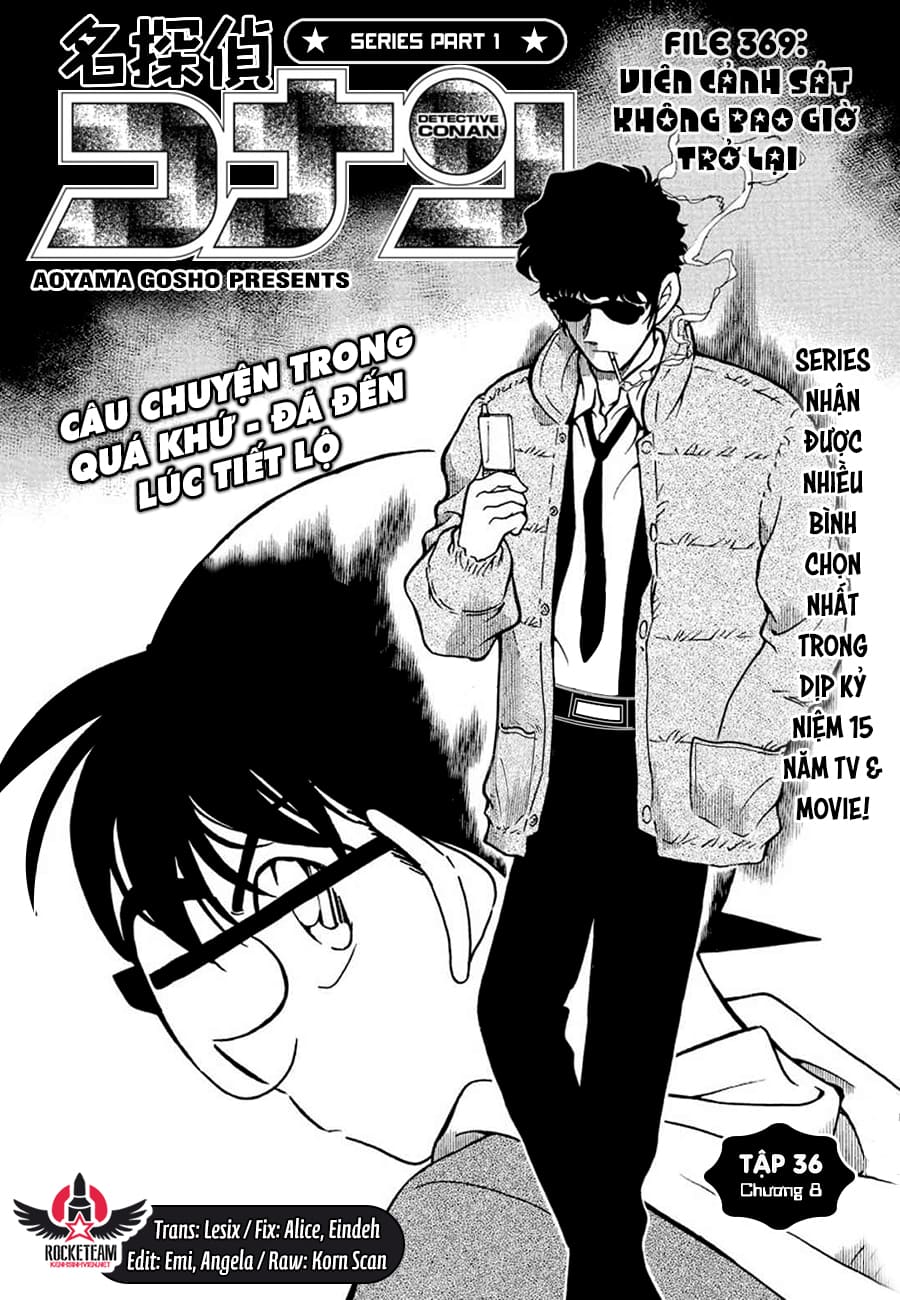 名探偵
コナン
DETECTIVE
CONAN
★ SERIES PART 1 ★
AOYAMA GOSHO PRESENTS
FILE 369:
VIÊN CẢNH SÁT
KHÔNG BAO GIỜ
TRỞ LẠI
CÂU CHUYỆN TRONG
QUÁ KHỨ - ĐÁ ĐẾN
LÚC TIẾT LỘ
SERIES
NHẬN
ĐƯỢC
NHIỀU
BÌNH
CHỌN
NHẤT
TRONG
DỊP KỶ
NIỆM 15
NĂM TV &
MOVIE!
TẬP 36
Chương 8
ROCKETEAM
KENHSINHVIEN.NET
Trans: Lesix / Fix: Alice, Eindeh
Edit: Emi, Angela / Raw: Korn Scan